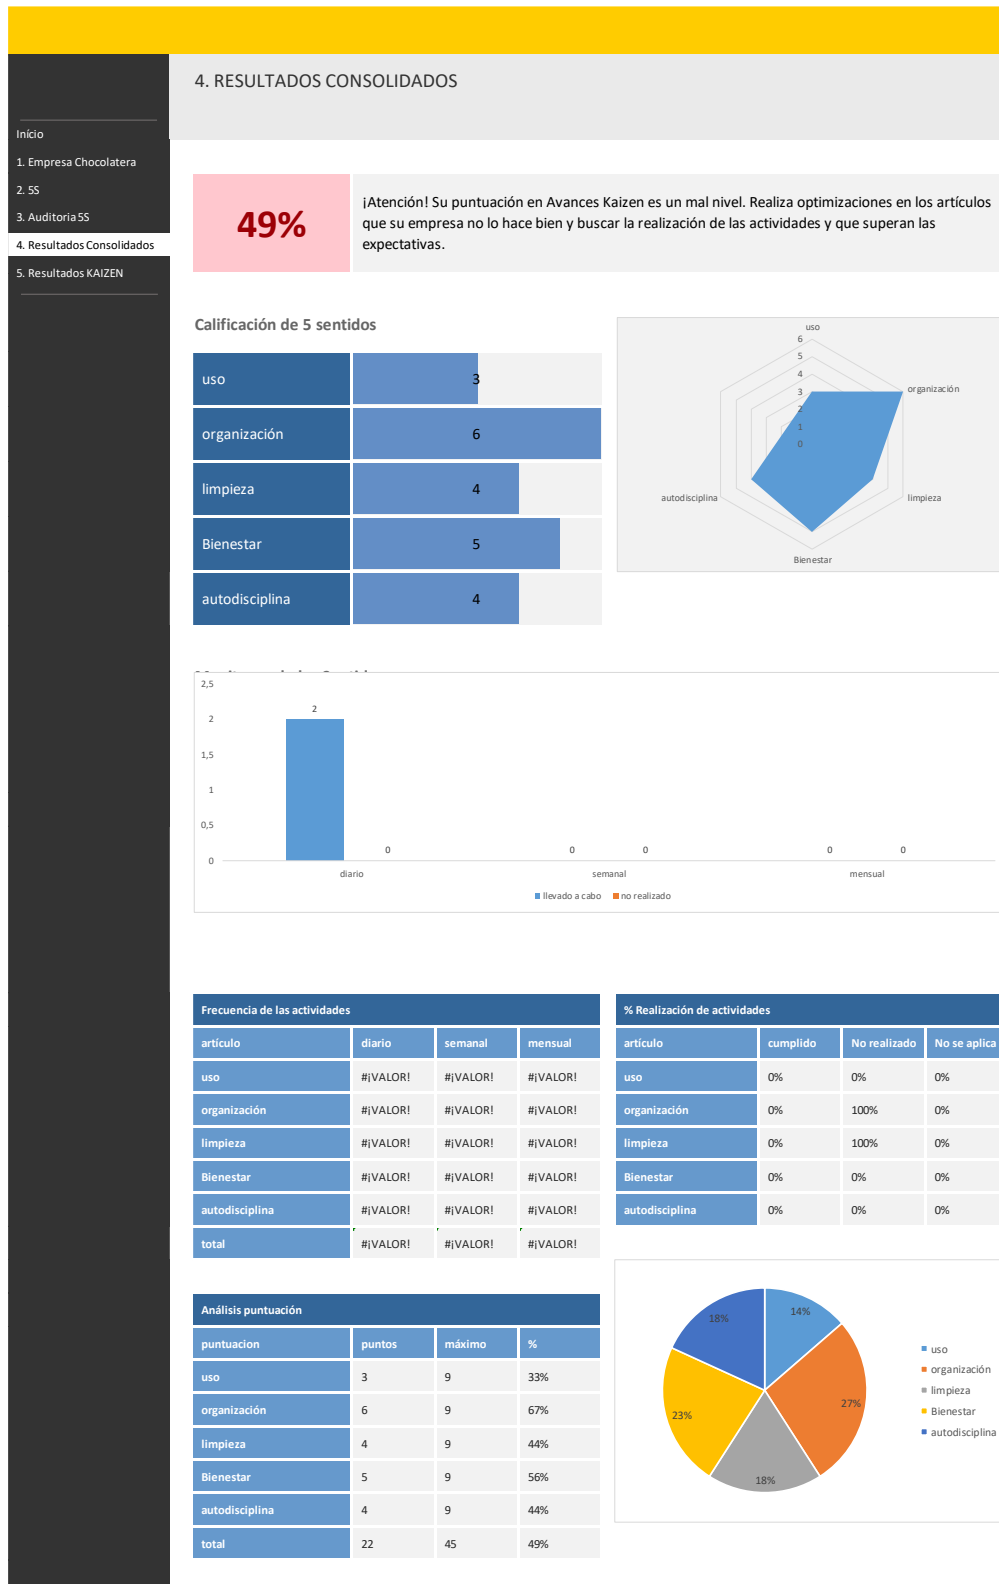 4. RESULTADOS CONSOLIDADOS
Início
1. Empresa Chocolatera
2. 5S
3. Auditoria 5S
4. Resultados Consolidados
5. Resultados KAIZEN
49%
¡Atención! Su puntuación en Avances Kaizen es un mal nivel. Realiza optimizaciones en los artículos
que su empresa no lo hace bien y buscar la realización de las actividades y que superan las
expectativas.
Calificación de 5 sentidos
uso 3
organización 6
limpieza 4
Bienestar 5
autodisciplina 4
uso
6
5
4
3
2
1
0
organización
limpieza
Bienestar
autodisciplina
2,5
2
1,5
1
0,5
0
2
0
0
0
0
0
diario semanal mensual
llevado a cabo no realizado
Frecuencia de las actividades
artículo diario semanal mensual
uso #¡VALOR! #¡VALOR! #¡VALOR!
organización #¡VALOR! #¡VALOR! #¡VALOR!
limpieza #¡VALOR! #¡VALOR! #¡VALOR!
Bienestar #¡VALOR! #¡VALOR! #¡VALOR!
autodisciplina #¡VALOR! #¡VALOR! #¡VALOR!
total #¡VALOR! #¡VALOR! #¡VALOR!
% Realización de actividades
artículo cumplido No realizado No se aplica
uso 0% 0% 0%
organización 0% 100% 0%
limpieza 0% 100% 0%
Bienestar 0% 0% 0%
autodisciplina 0% 0% 0%
Análisis puntuación
puntuacion puntos máximo %
uso 3 9 33%
organización 6 9 67%
limpieza 4 9 44%
Bienestar 5 9 56%
autodisciplina 4 9 44%
total 22 45 49%
14%
27%
18%
23%
18%
uso
organización
limpieza
Bienestar
autodisciplina